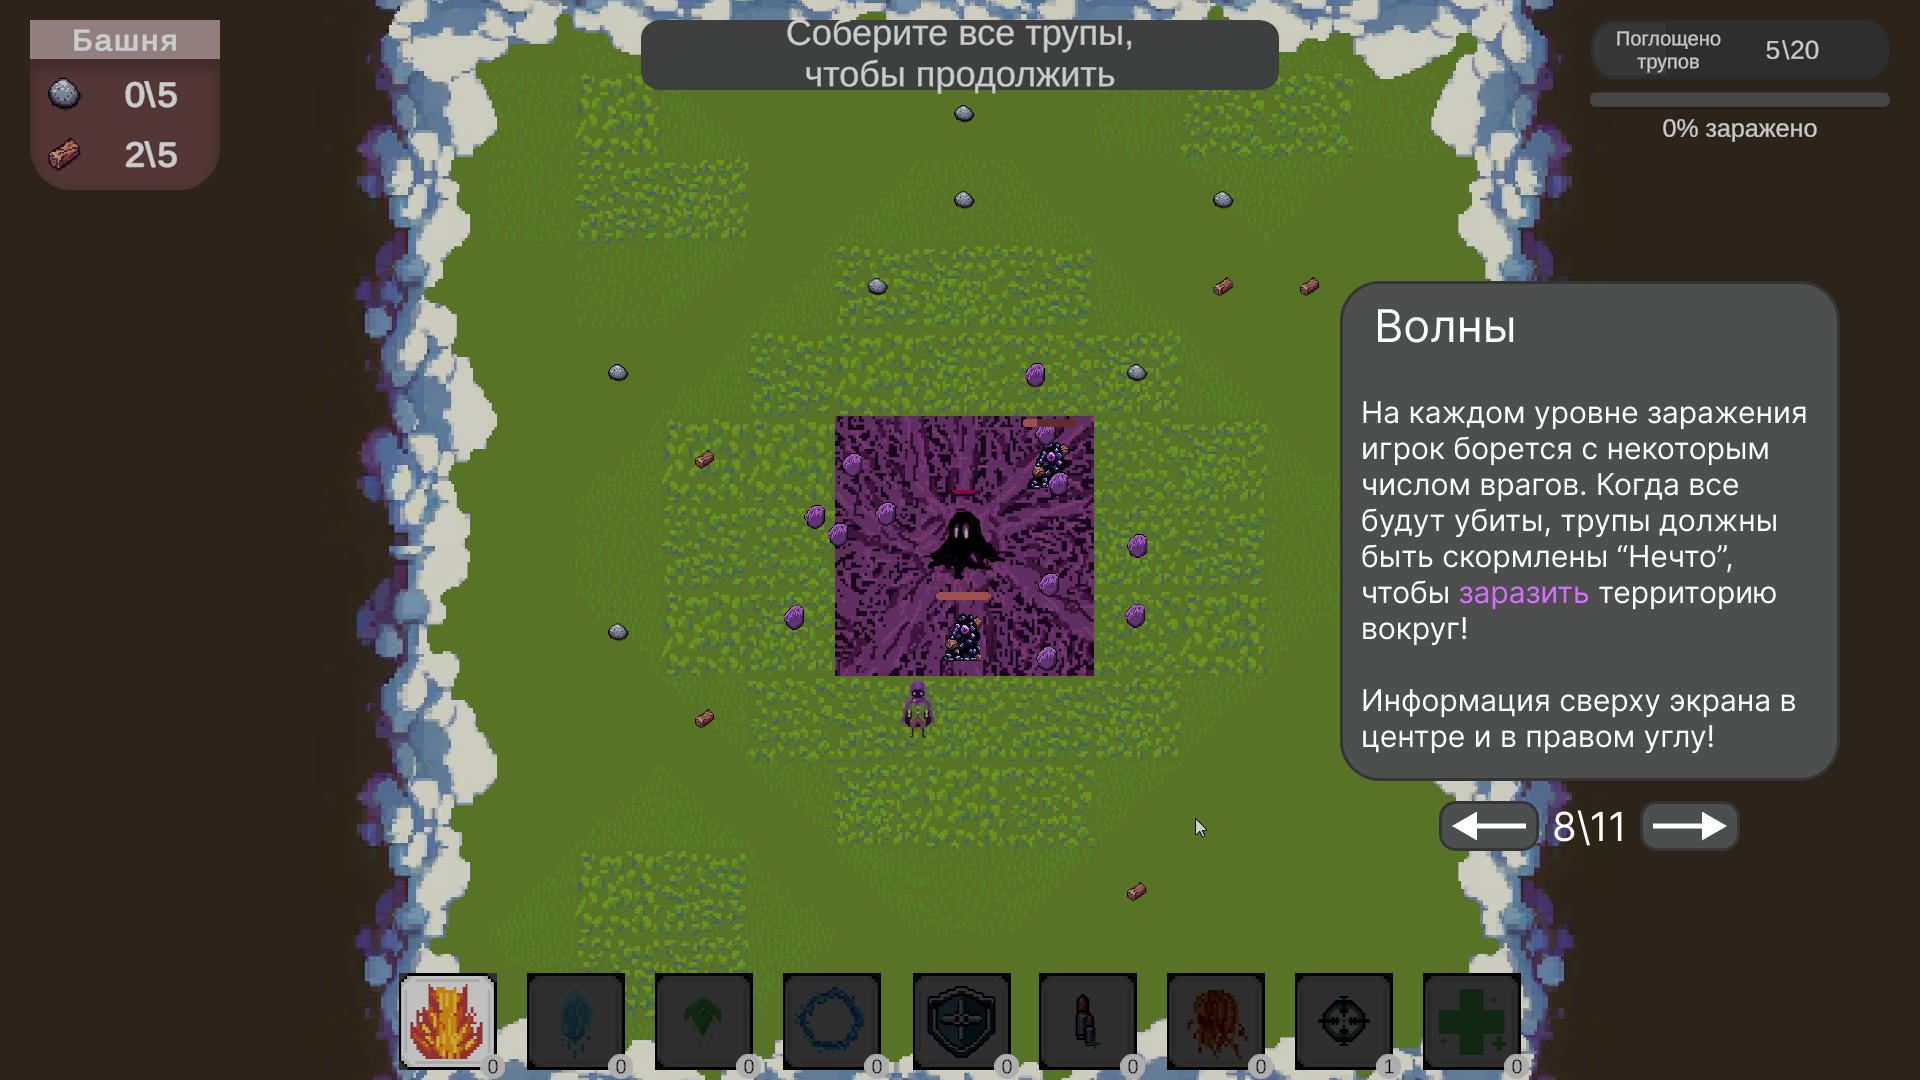 Башня
0\5
2\5
Соберите все трупы,
чтобы продолжить
Поглощено
трупов
5\20
0% заражено
Волны
На каждом уровне заражения
игрок борется с некоторым
числом врагов. Когда все
будут убиты, трупы должны
быть скормлены “Нечто”,
чтобы заразить территорию
вокруг!
Информация сверху экрана в
центре и в правом углу!
8\11
0
0
0
0
0
0
0
1
0